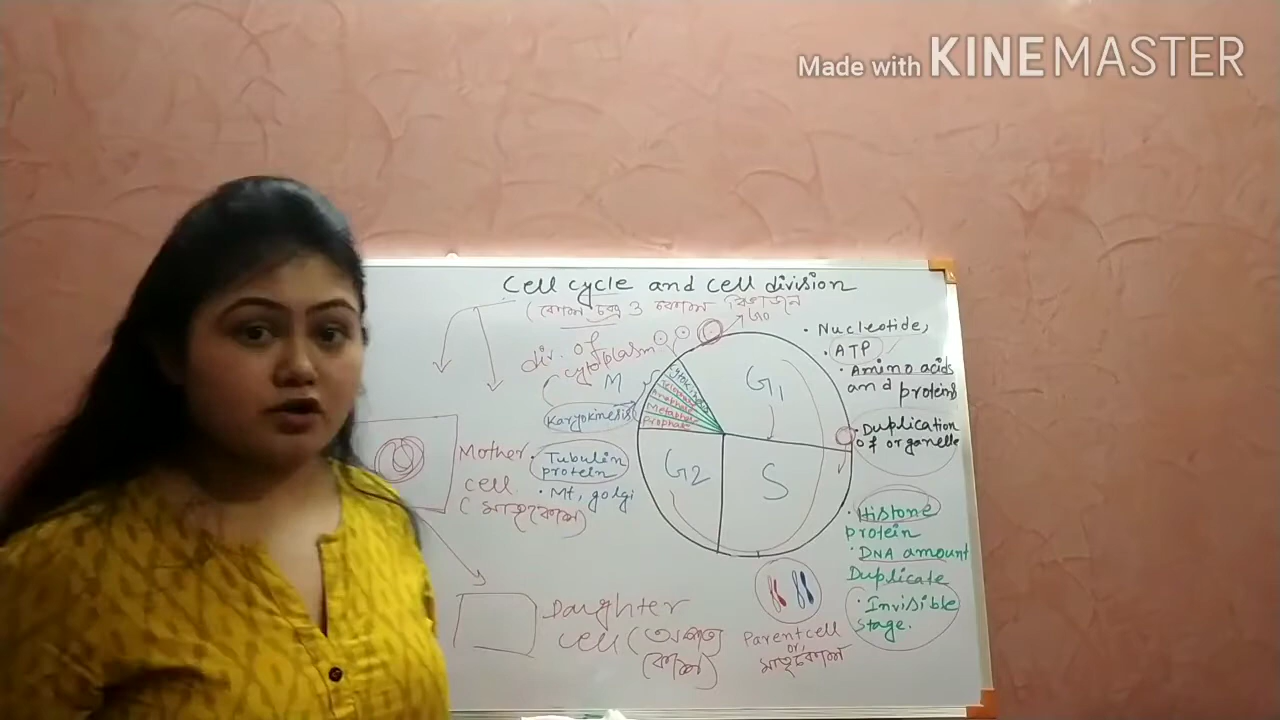 Made with KINEMASTER
Cell cycle and cell division
(কোশ চক্র ও কোশ বিভাজন
G0
div. of
cytoplasm
M
Karyokinesis
Cytokinesis
Telophase
Anaphase
Metaphase
Prophase
G1
G2
S
• Nucleotide,
• ATP
• Amino acids
and proteins
• Duplication
of organelle
• Histone
protein
• DNA amount
Duplicate
• Invisible
stage.
Mother
cell
(মাতৃকোশ)
• Tubulin
protein
• Mt, golgi
Daughter
cell (অপত্য
কোশ)
Parent cell
or,
মাতৃকোশ